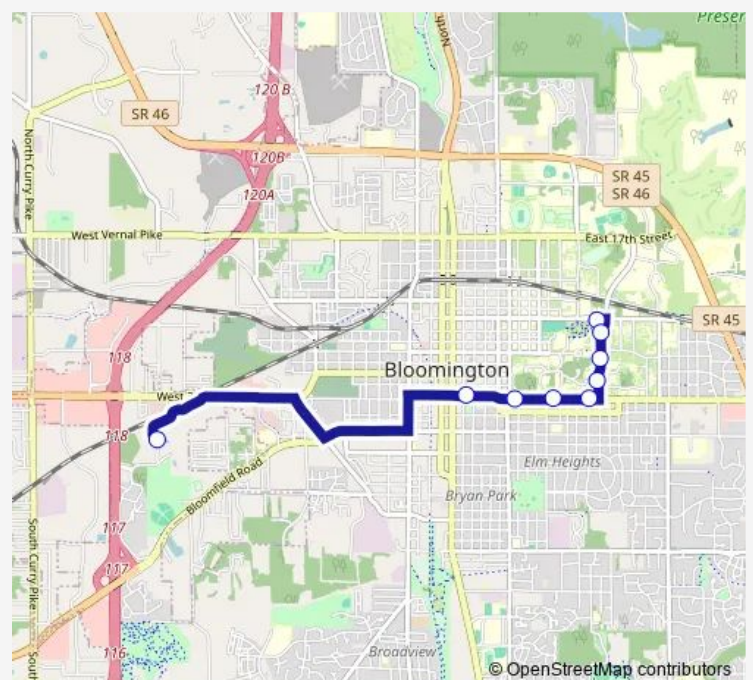 Preser
North
120 B
SR 46
120B
SR 45
SR 46
120A
North Curry Pike
West Vernal Pike
East 17th Street
SR 45
118
Bloomington
West
118
Elm Heights
Bloomfield Road
Bryan Park
117
South Curry Pike
117
116
Broadview
South
© OpenStreetMap contributors